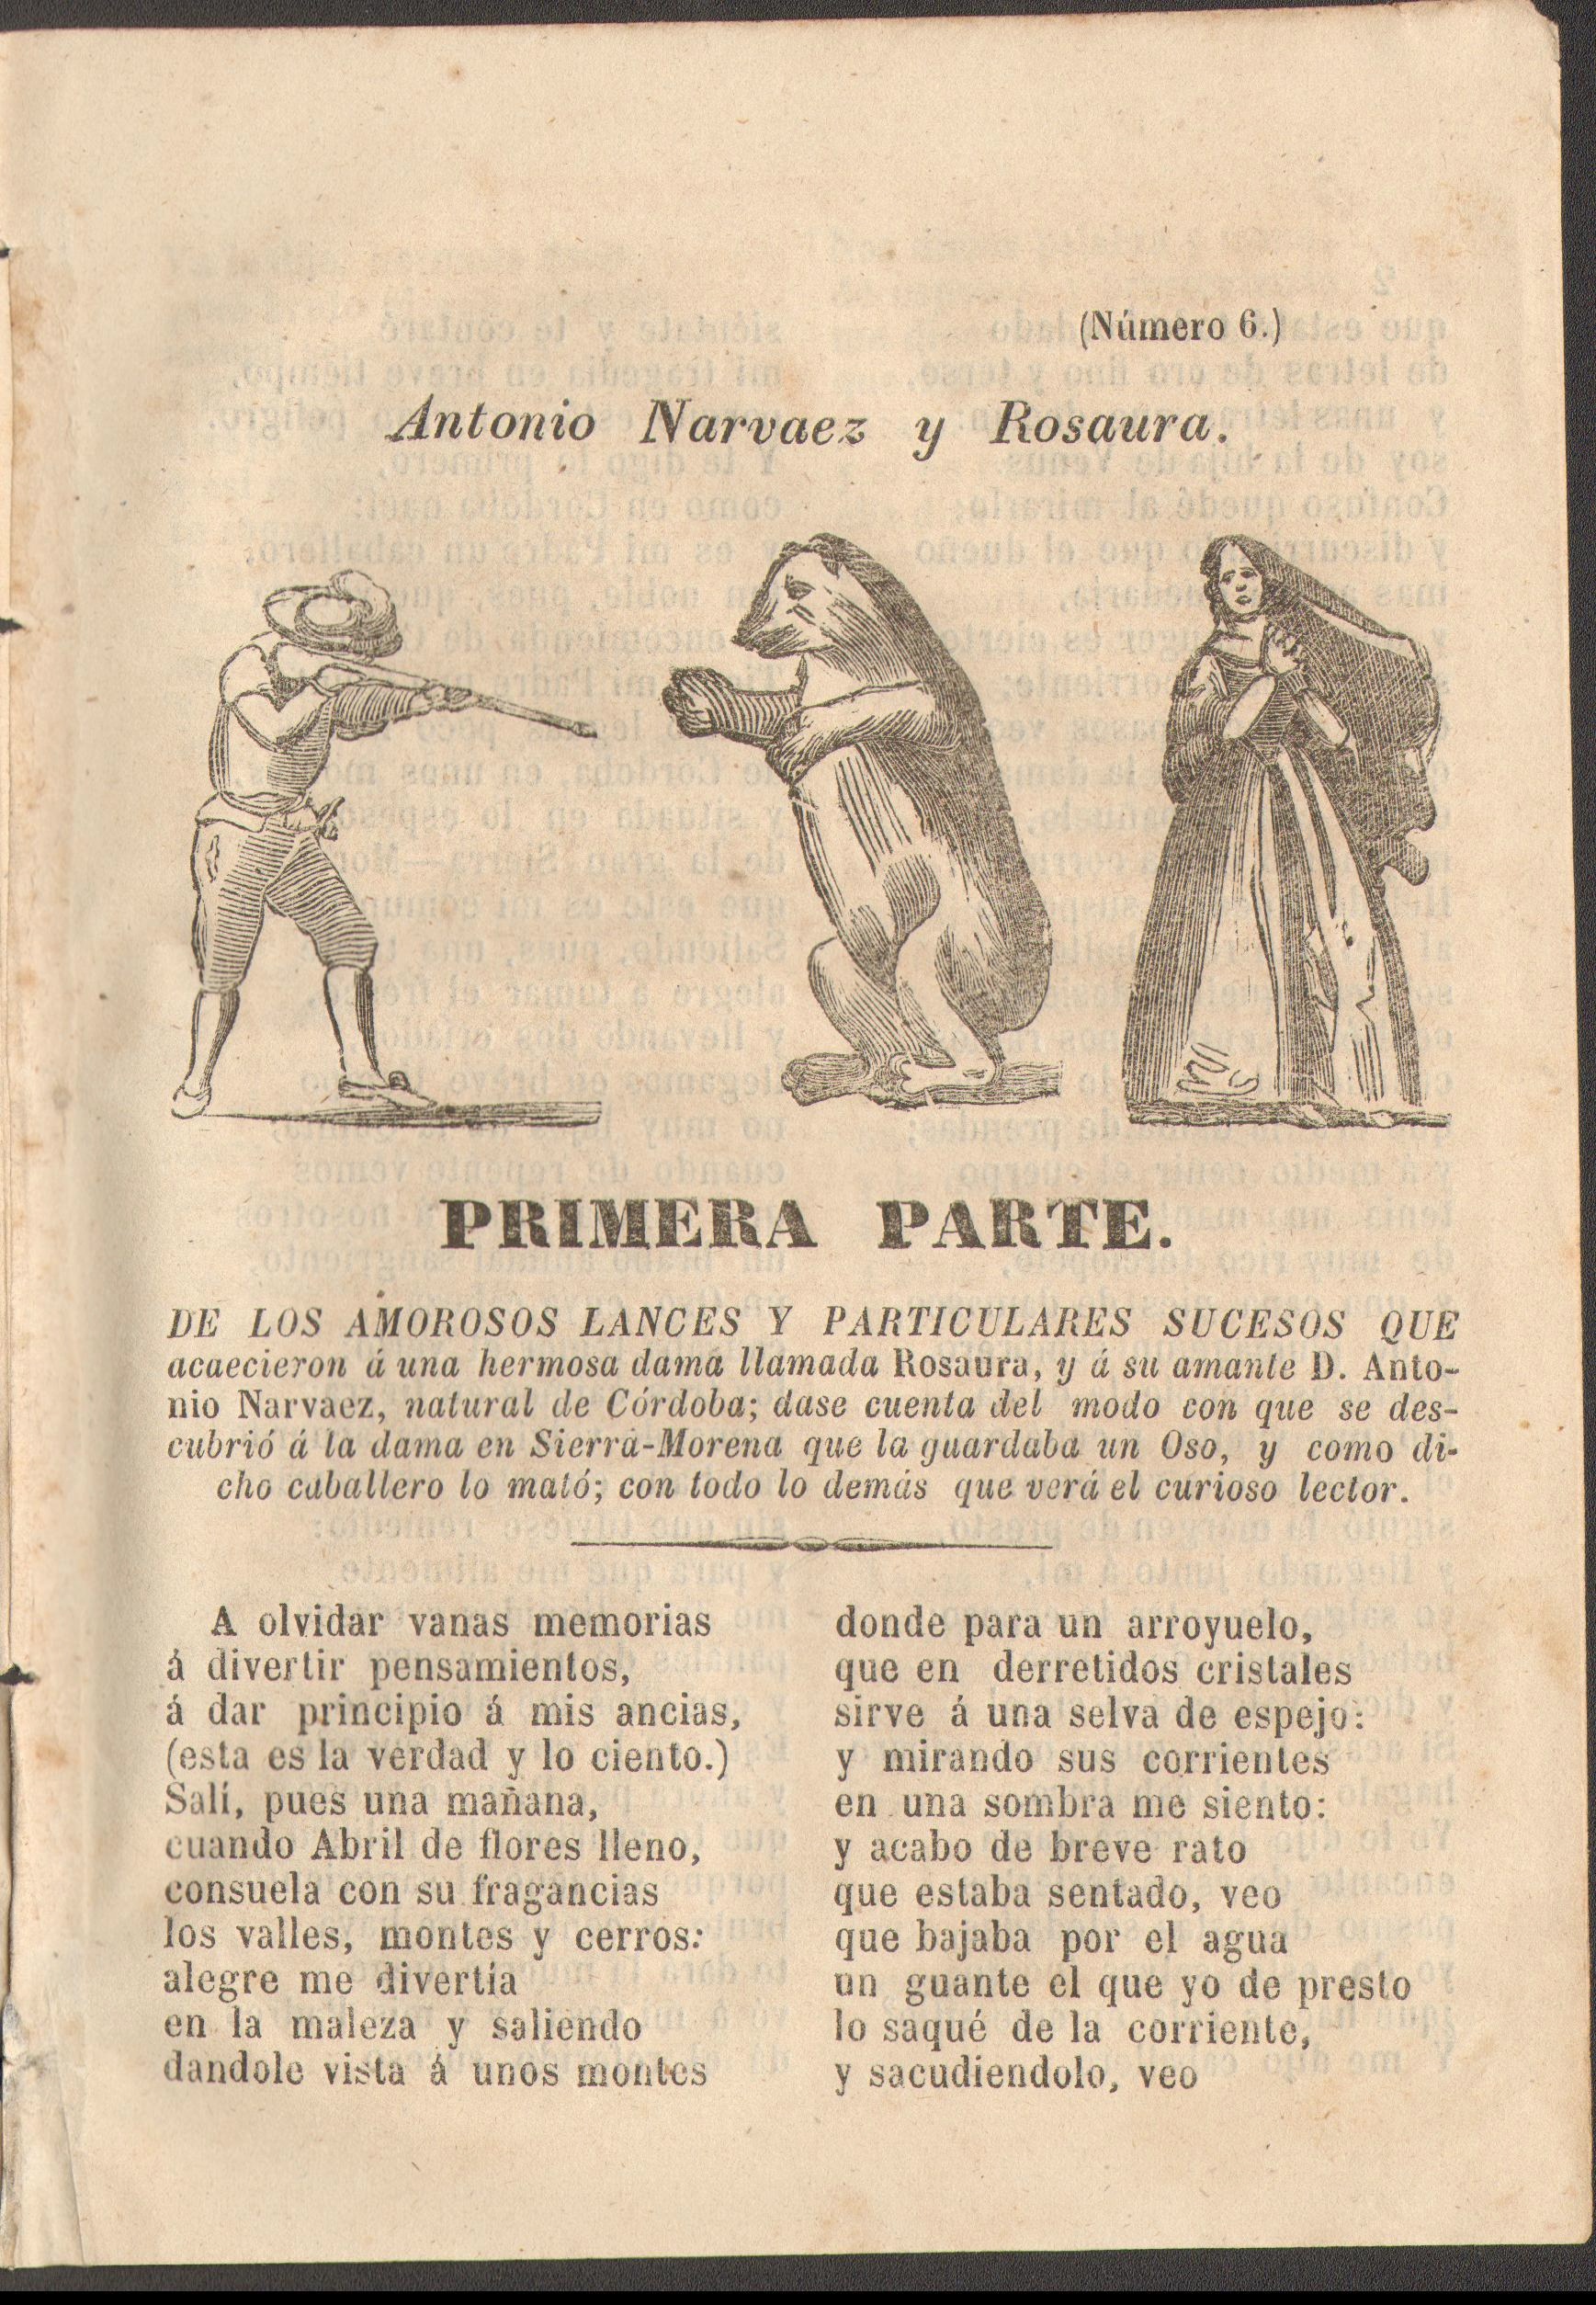 (Número 6.)
Antonio Narvaez y Rosaura.
PRIMERA PARTE.
DE LOS AMOROSOS LANCES Y PARTICULARES SUCESOS QUE
acaecieron á una hermosa dama llamada Rosaura, y á su amante D. Anto-
nio Narvaez, natural de Córdoba; dase cuenta del modo con que se des-
cubrió á la dama en Sierra-Morena que la guardaba un Oso, y como di-
cho caballero lo mató; con todo lo demás que verá el curioso lector.
A olvidar vanas memorias
á divertir pensamientos,
á dar principio á mis ancias,
(esta es la verdad y lo ciento.)
Salí, pues una mañana,
cuando Abril de flores lleno,
consuela con su fragancias
los valles, montes y cerros:
alegre me divertía
en la maleza y saliendo
dandole vista á unos montes
donde para un arroyuelo,
que en derretidos cristales
sirve á una selva de espejo:
y mirando sus corrientes
en una sombra me siento:
y acabo de breve rato
que estaba sentado, veo
que bajaba por el agua
un guante el que yo de presto
lo saqué de la corriente,
y sacudiendolo, veo